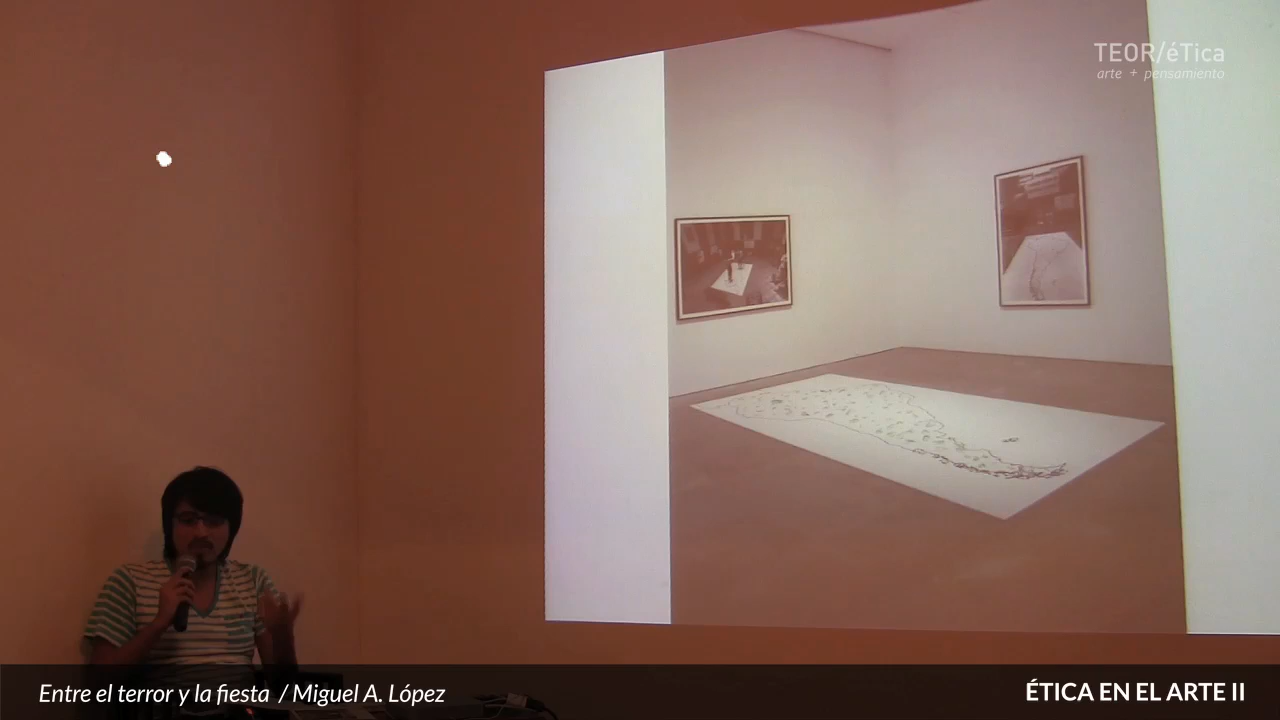 TEOR/éTica
arte + pensamiento
Entre el terror y la fiesta / Miguel A. López
ÉTICA EN EL ARTE II